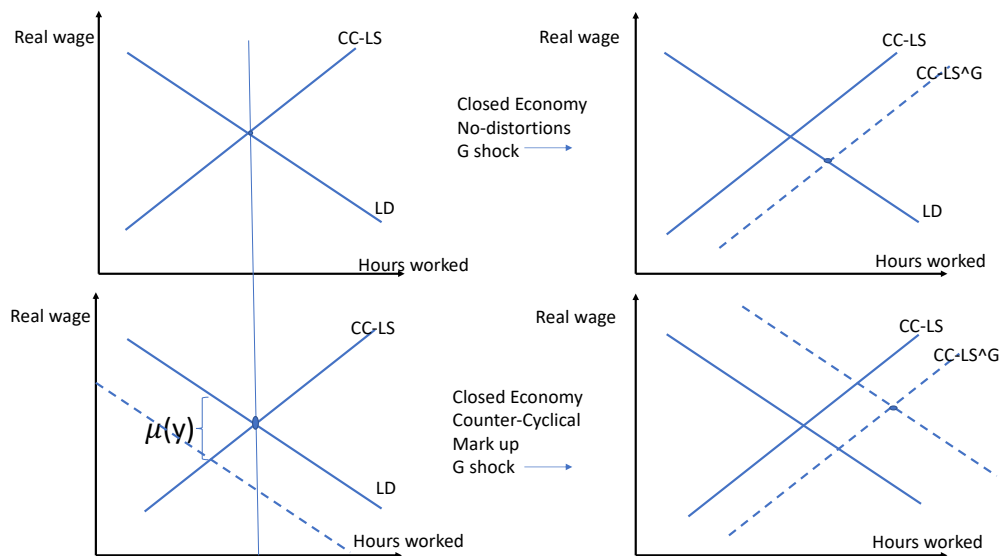 Real wage
CC-LS
LD
Hours worked
Closed Economy
No-distortions
G shock
Real wage
CC-LS
CC-LS^G
LD
Hours worked
Real wage
CC-LS
μ(y)
LD
Hours worked
Closed Economy
Counter-Cyclical
Mark up
G shock
Real wage
CC-LS
CC-LS^G
Hours worked